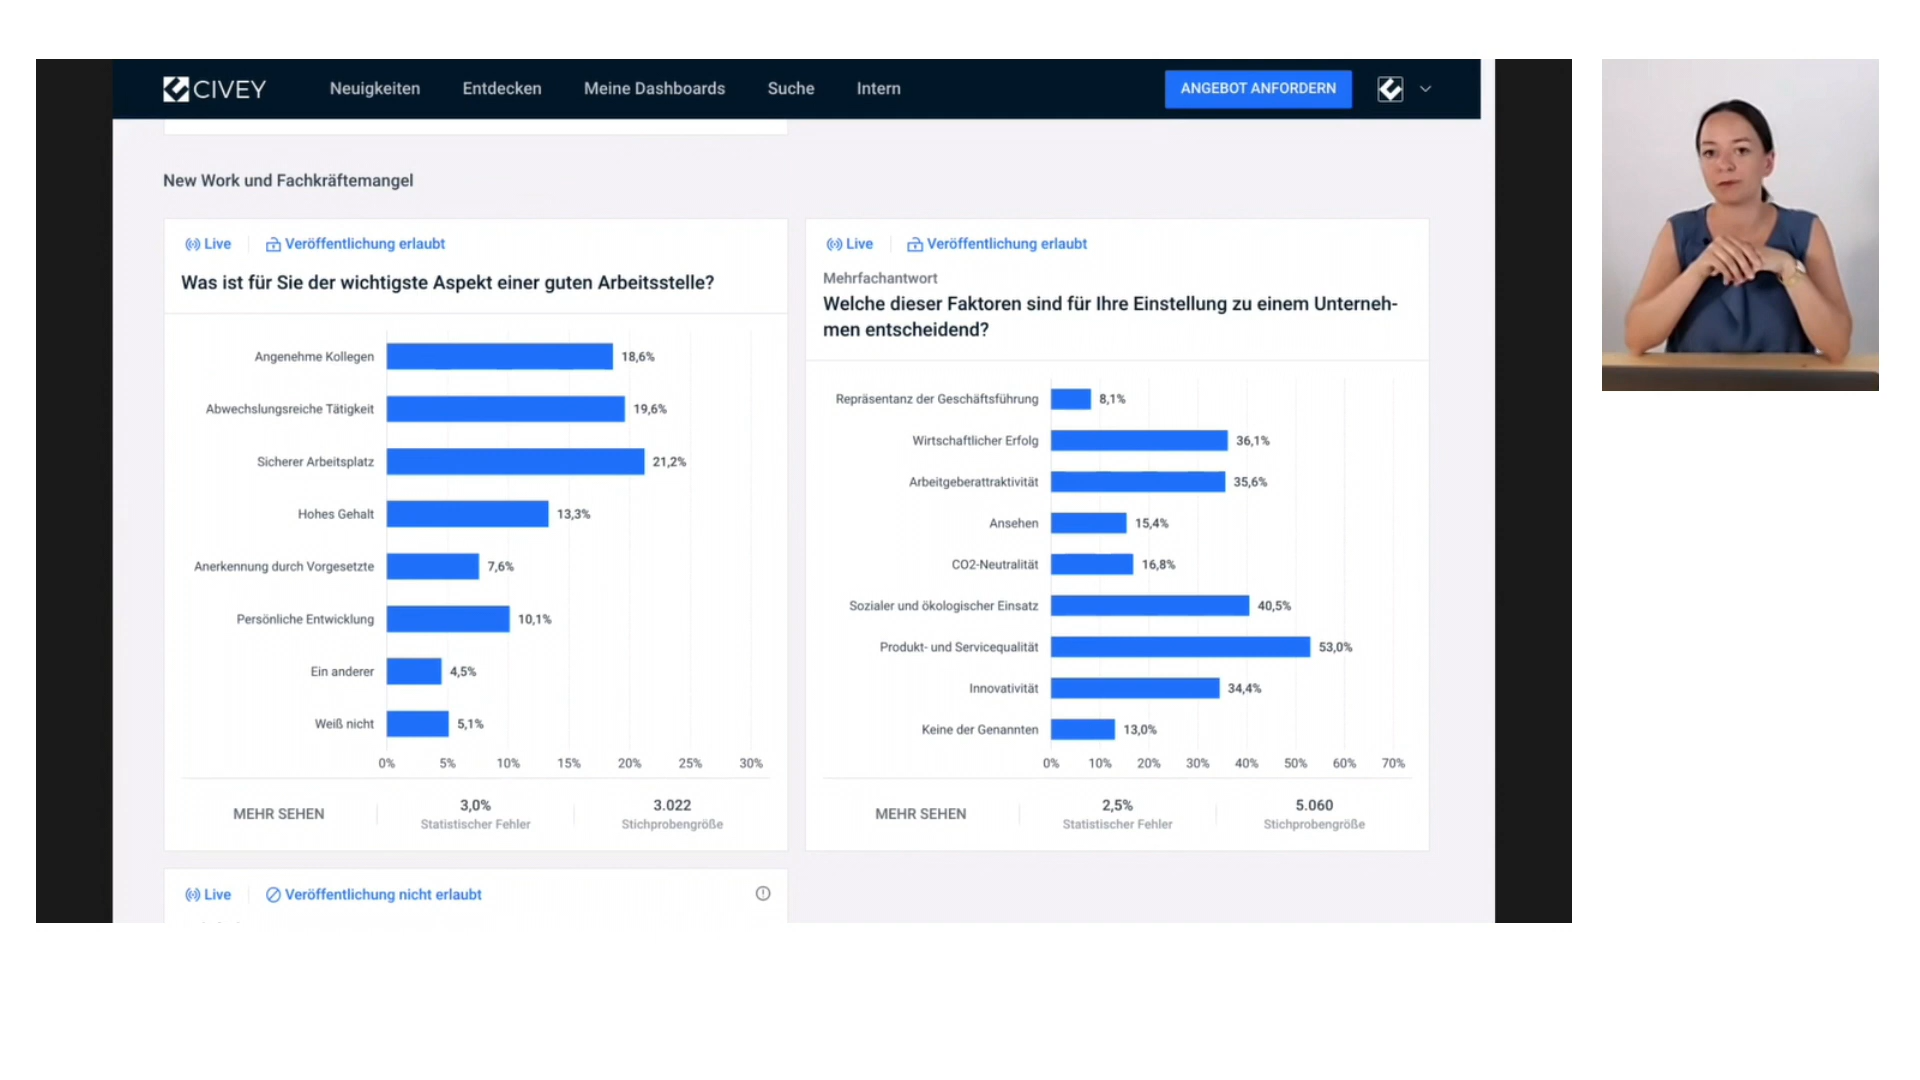 CIVEY
Neuigkeiten
Entdecken
Meine Dashboards
Suche
Intern
ANGEBOT ANFORDERN
New Work und Fachkräftemangel
Live
Veröffentlichung erlaubt
Was ist für Sie der wichtigste Aspekt einer guten Arbeitsstelle?
Angenehme Kollegen 18,6%
Abwechslungsreiche Tätigkeit 19,6%
Sicherer Arbeitsplatz 21,2%
Hohes Gehalt 13,3%
Anerkennung durch Vorgesetzte 7,6%
Persönliche Entwicklung 10,1%
Ein anderer 4,5%
Weiß nicht 5,1%
0% 5% 10% 15% 20% 25% 30%
MEHR SEHEN
3,0%
Statistischer Fehler
3.022
Stichprobengröße
Live
Veröffentlichung erlaubt
Mehrfachantwort
Welche dieser Faktoren sind für Ihre Einstellung zu einem Unterneh-
men entscheidend?
Repräsentanz der Geschäftsführung 8,1%
Wirtschaftlicher Erfolg 36,1%
Arbeitgeberattraktivität 35,6%
Ansehen 15,4%
CO2-Neutralität 16,8%
Sozialer und ökologischer Einsatz 40,5%
Produkt- und Servicequalität 53,0%
Innovativität 34,4%
Keine der Genannten 13,0%
0% 10% 20% 30% 40% 50% 60% 70%
MEHR SEHEN
2,5%
Statistischer Fehler
5.060
Stichprobengröße
Live
Veröffentlichung nicht erlaubt